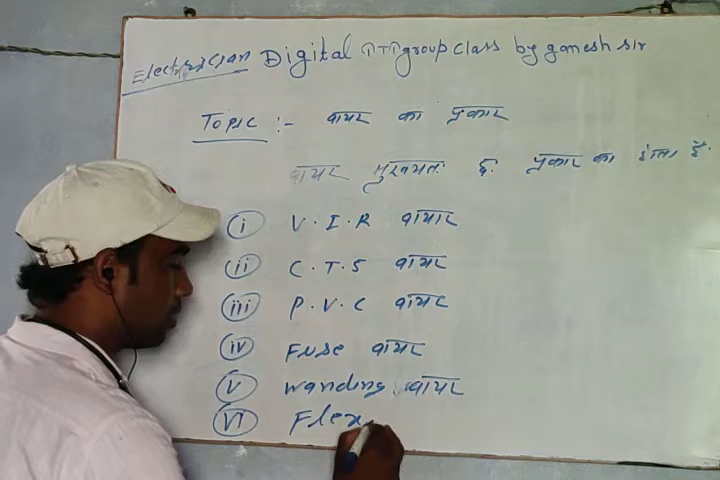 Electrician Digital ITI group class by ganesh sir
Topic :- वायर का प्रकार
वायर मुख्यतः छः प्रकार का होता है
(i) V.I.R वायर
(ii) C.T.S वायर
(iii) P.V.C वायर
(iv) Fuse वायर
(v) Wanding वायर
(vi) Flex